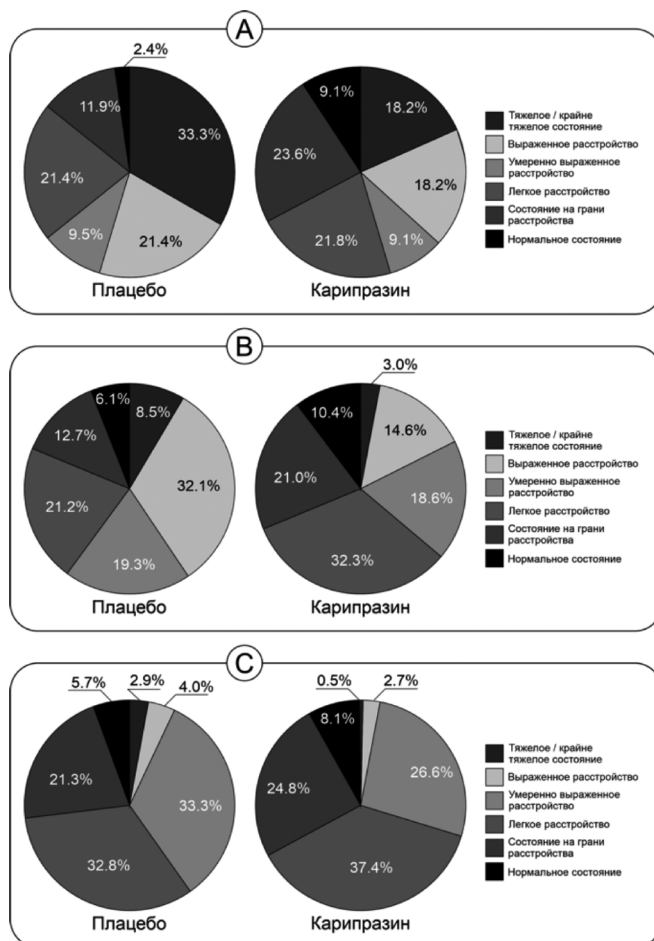 A
2.4%
11.9%
33.3%
21.4%
9.5%
21.4%
Плацебо
9.1%
18.2%
23.6%
18.2%
21.8%
9.1%
Карипразин
Тяжелое / крайне
тяжелое состояние
Выраженное расстройство
Умеренно выраженное
расстройство
Легкое расстройство
Состояние на грани
расстройства
Нормальное состояние
B
6.1%
8.5%
12.7%
32.1%
21.2%
19.3%
Плацебо
3.0%
10.4%
14.6%
21.0%
18.6%
32.3%
Карипразин
Тяжелое / крайне
тяжелое состояние
Выраженное расстройство
Умеренно выраженное
расстройство
Легкое расстройство
Состояние на грани
расстройства
Нормальное состояние
C
5.7%
2.9%
4.0%
21.3%
33.3%
32.8%
Плацебо
0.5%
2.7%
8.1%
26.6%
24.8%
37.4%
Карипразин
Тяжелое / крайне
тяжелое состояние
Выраженное расстройство
Умеренно выраженное
расстройство
Легкое расстройство
Состояние на грани
расстройства
Нормальное состояние